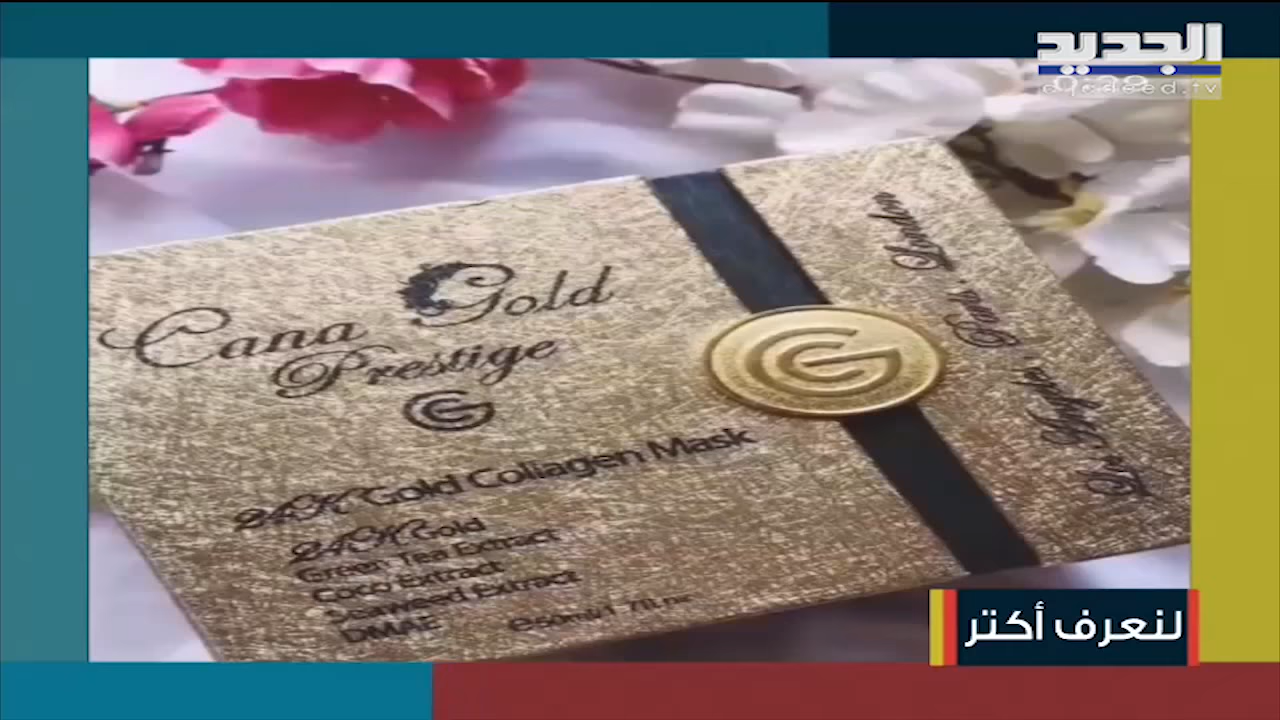 الجديد
aljadeed.tv
Cana Gold
Prestige
24K Gold Collagen Mask
24K Gold
Green Tea Extract
Coco Extract
Seaweed Extract
DMAE
Los Angeles, Paris, London
لنعرف أكتر